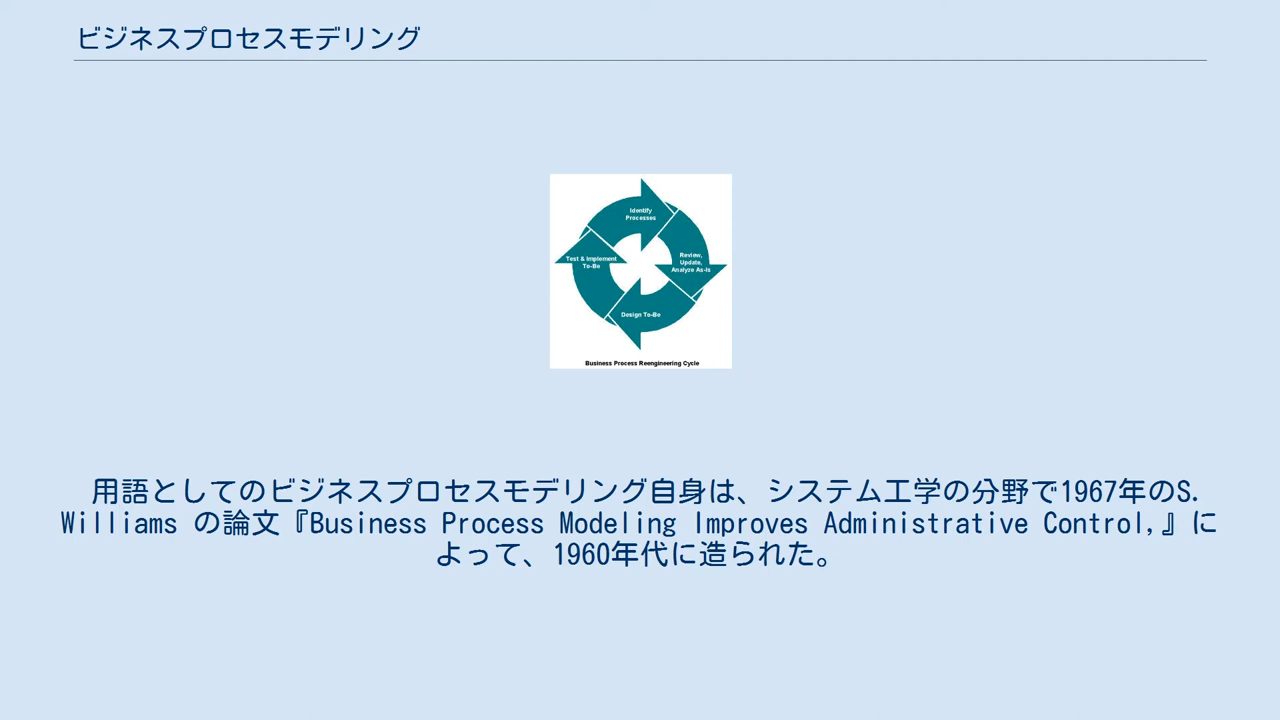 ビジネスプロセスモデリング
Identify
Processes
Review,
Update,
Analyze As-Is
Test & Implement
To-Be
Design To-Be
Business Process Reengineering Cycle
用語としてのビジネスプロセスモデリング自身は、システム工学の分野で1967年のS.
Williams の論文『Business Process Modeling Improves Administrative Control,』に
よって、1960年代に造られた。